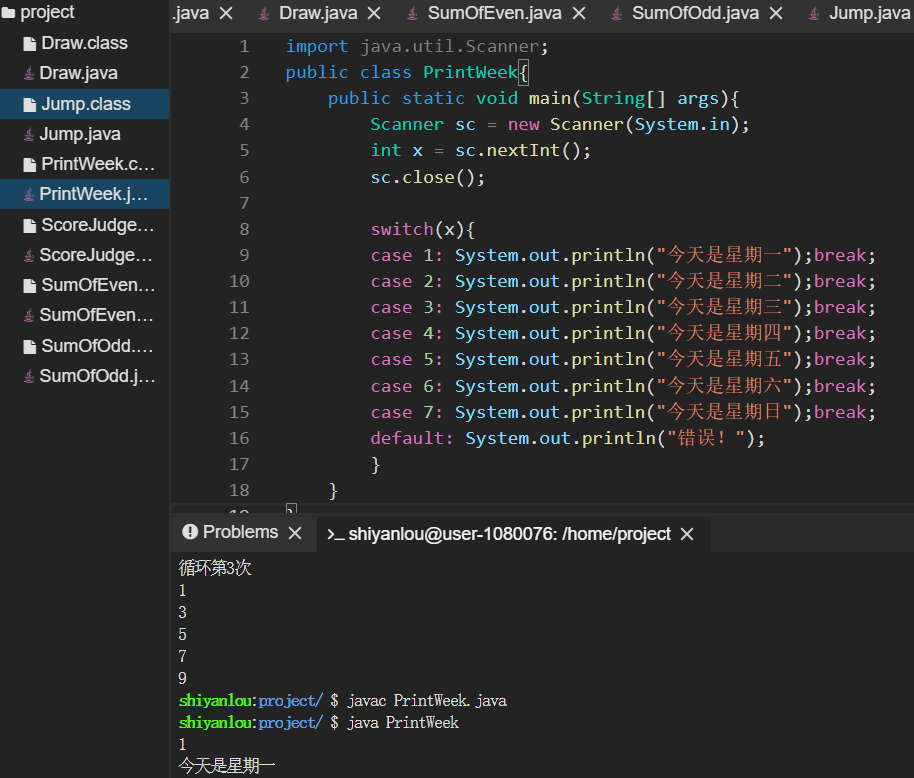 project
Draw.class
Draw.java
Jump.class
Jump.java
PrintWeek.c...
PrintWeek.j...
ScoreJudge...
ScoreJudge...
SumOfEven...
SumOfEven...
SumOfOdd....
SumOfOdd.j...
.java Draw.java SumOfEven.java SumOfOdd.java Jump.java
1 import java.util.Scanner;
2 public class PrintWeek{
3 public static void main(String[] args){
4 Scanner sc = new Scanner(System.in);
5 int x = sc.nextInt();
6 sc.close();
7
8 switch(x){
9 case 1: System.out.println("今天是星期一");break;
10 case 2: System.out.println("今天是星期二");break;
11 case 3: System.out.println("今天是星期三");break;
12 case 4: System.out.println("今天是星期四");break;
13 case 5: System.out.println("今天是星期五");break;
14 case 6: System.out.println("今天是星期六");break;
15 case 7: System.out.println("今天是星期日");break;
16 default: System.out.println("错误！");
17 }
18 }
Problems >_ shiyanlou@user-1080076: /home/project
循环第3次
1
3
5
7
9
shiyanlou:project/ $ javac PrintWeek.java
shiyanlou:project/ $ java PrintWeek
1
今天是星期一